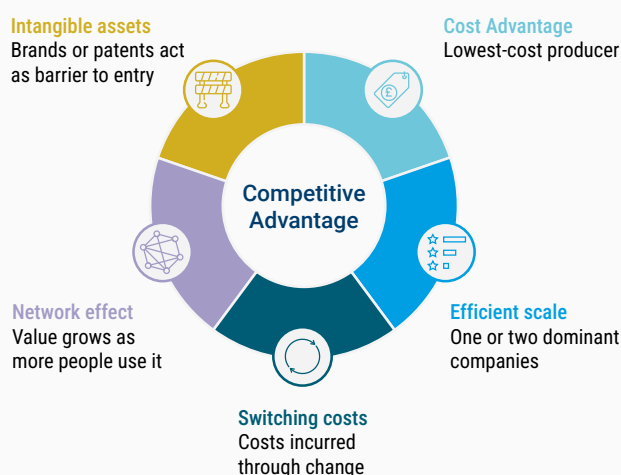 Intangible assets
Brands or patents act
as barrier to entry
Cost Advantage
Lowest-cost producer
£
Competitive
Advantage
Network effect
Value grows as
more people use it
Efficient scale
One or two dominant
companies
Switching costs
Costs incurred
through change